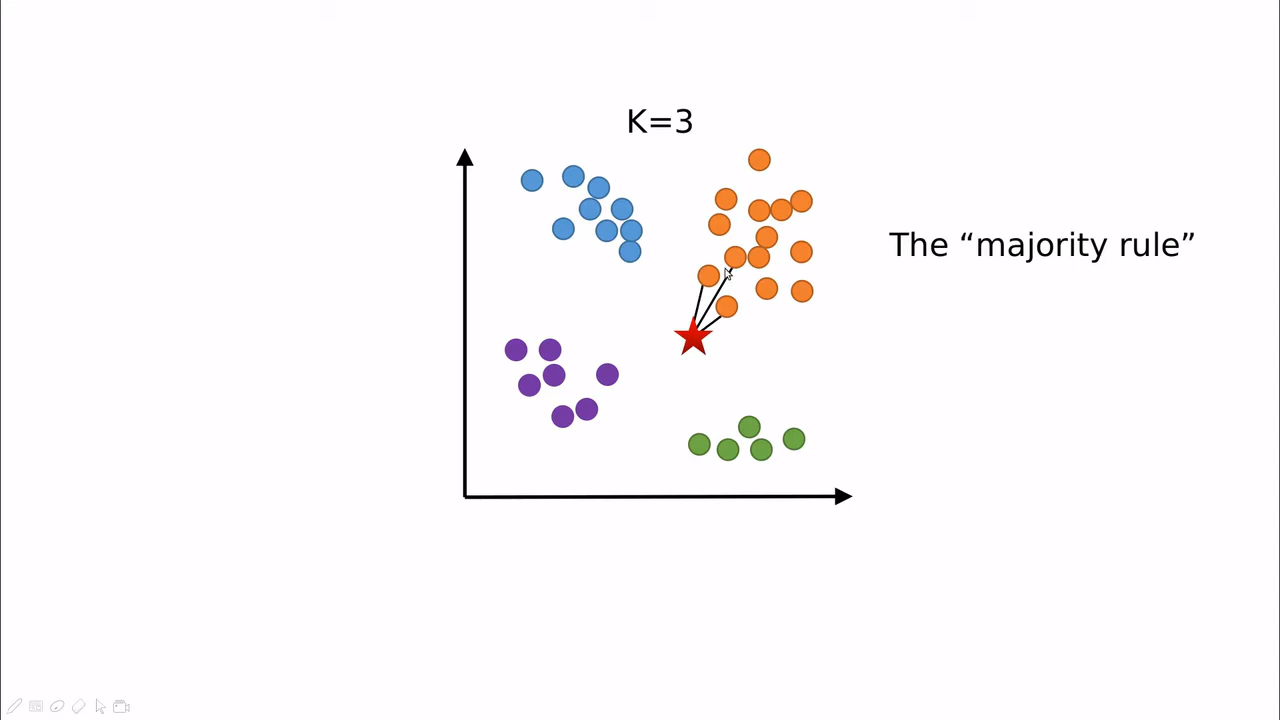 K=3
The “majority rule”